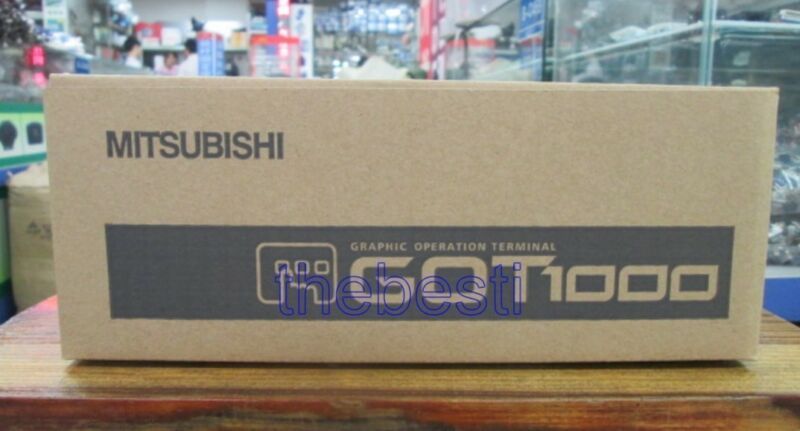 MITSUBISHI
GRAPHIC OPERATION TERMINAL
GOT1000
thebesti